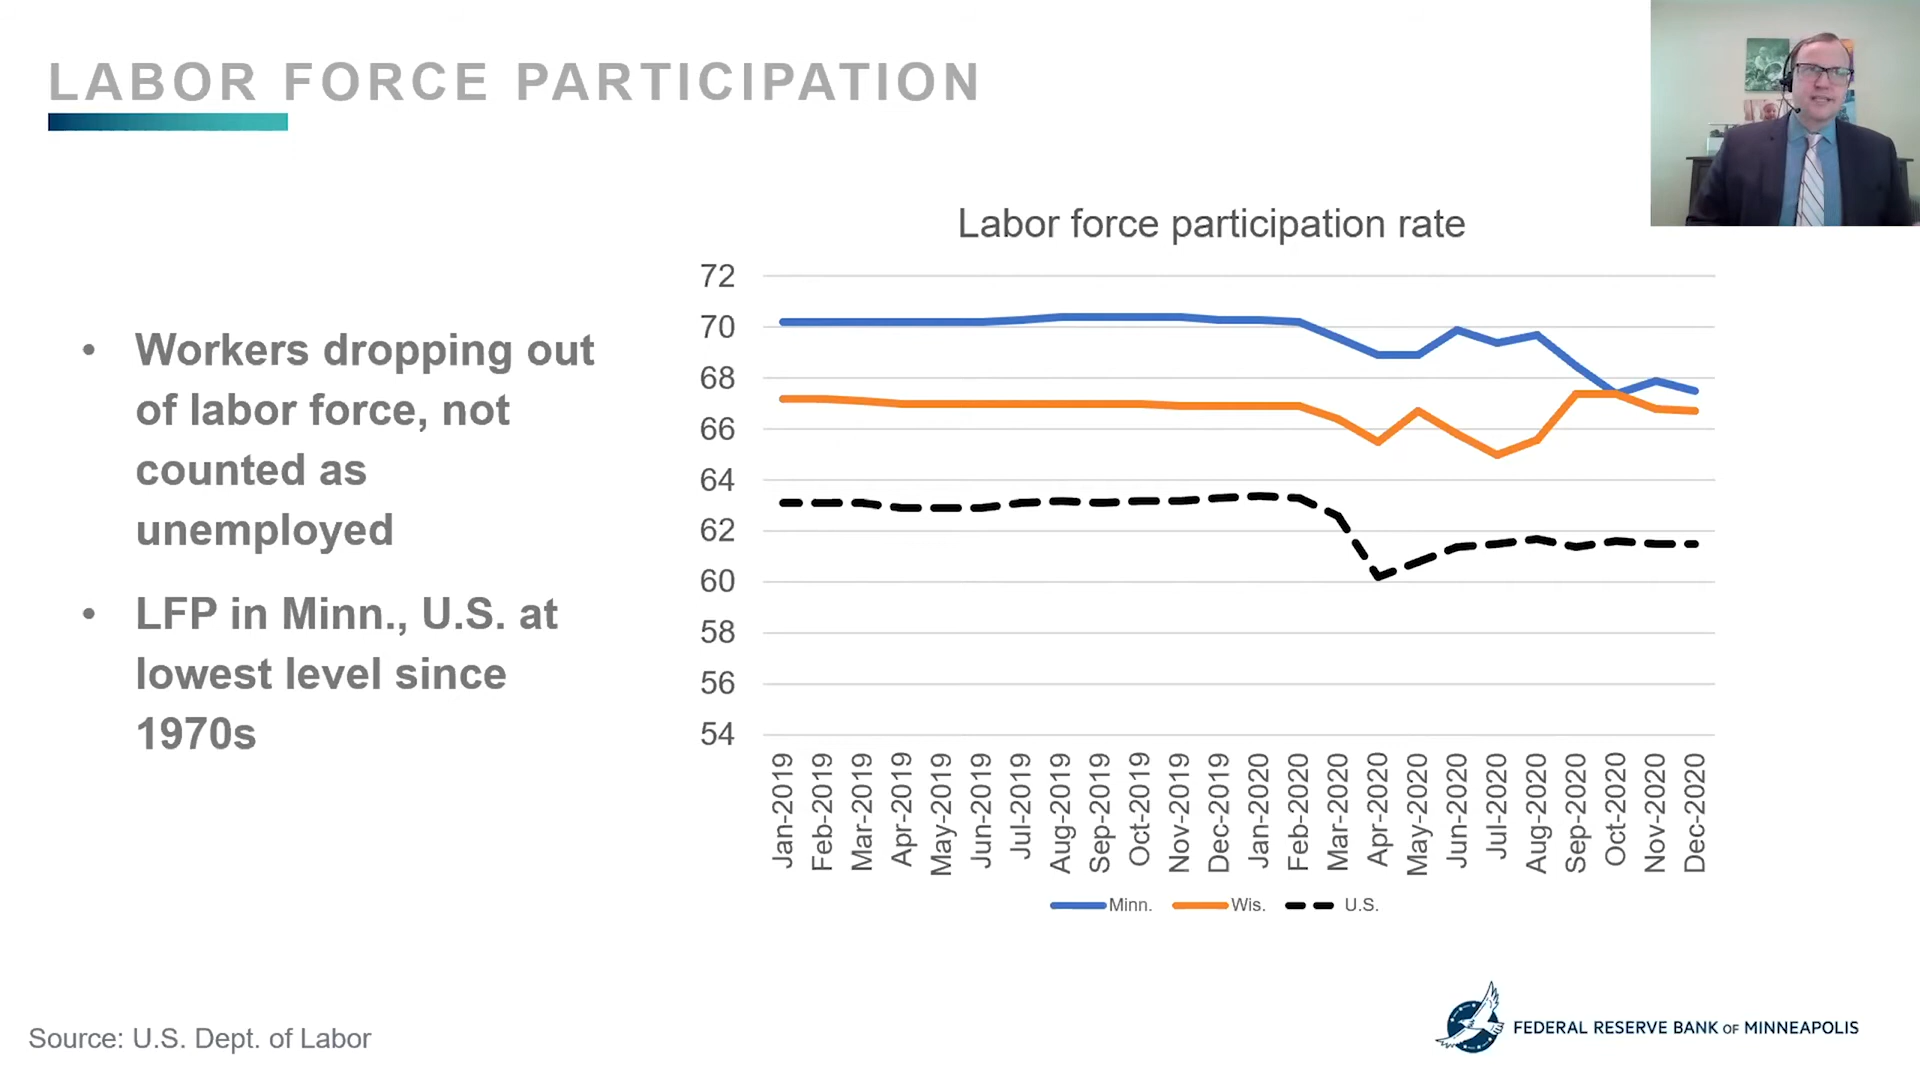 LABOR FORCE PARTICIPATION
• Workers dropping out
of labor force, not
counted as
unemployed
• LFP in Minn., U.S. at
lowest level since
1970s
Labor force participation rate
72
70
68
66
64
62
60
58
56
54
Jan-2019
Feb-2019
Mar-2019
Apr-2019
May-2019
Jun-2019
Jul-2019
Aug-2019
Sep-2019
Oct-2019
Nov-2019
Dec-2019
Jan-2020
Feb-2020
Mar-2020
Apr-2020
May-2020
Jun-2020
Jul-2020
Aug-2020
Sep-2020
Oct-2020
Nov-2020
Dec-2020
Minn. Wis. U.S.
Source: U.S. Dept. of Labor
FEDERAL RESERVE BANK OF MINNEAPOLIS